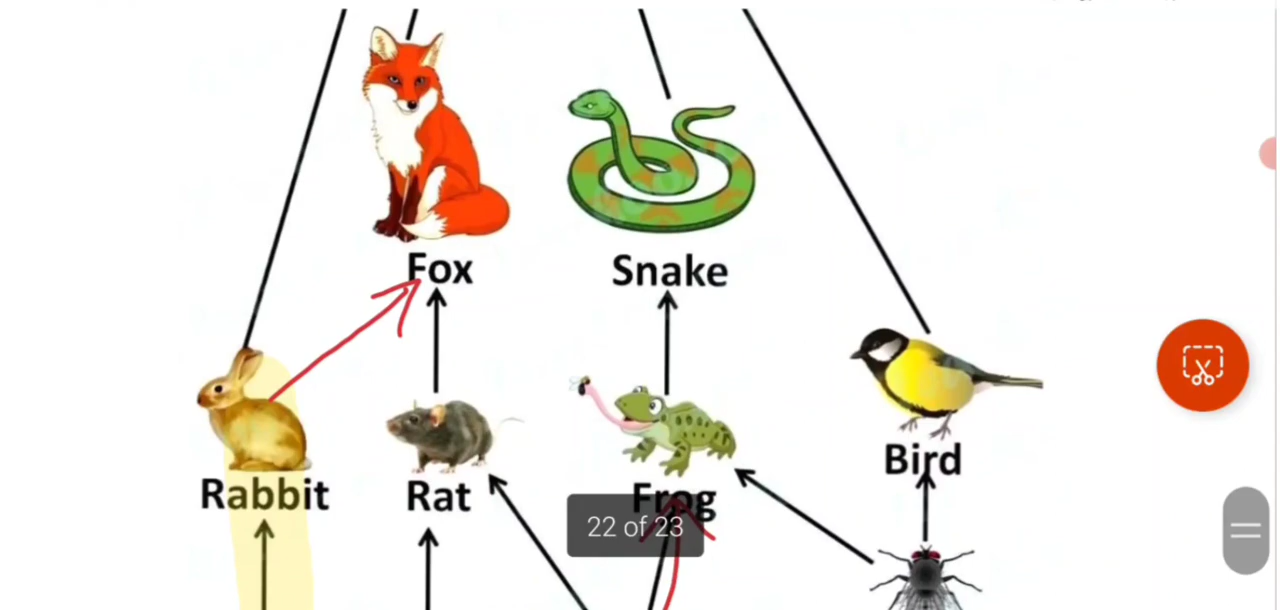 Fox
Snake
Bird
Rabbit
Rat
Frog
22 of 23